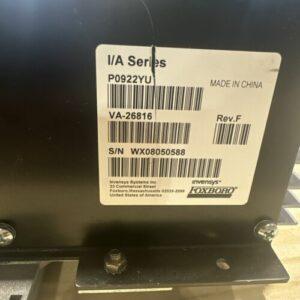 I/A Series
P0922YU
MADE IN CHINA
VA-26816
Rev.F
S/N WX08050588
Invensys Systems Inc.
33 Commercial Street
Foxboro,Massachusetts 02035-2099
United States of America
invensys
FOXBORO